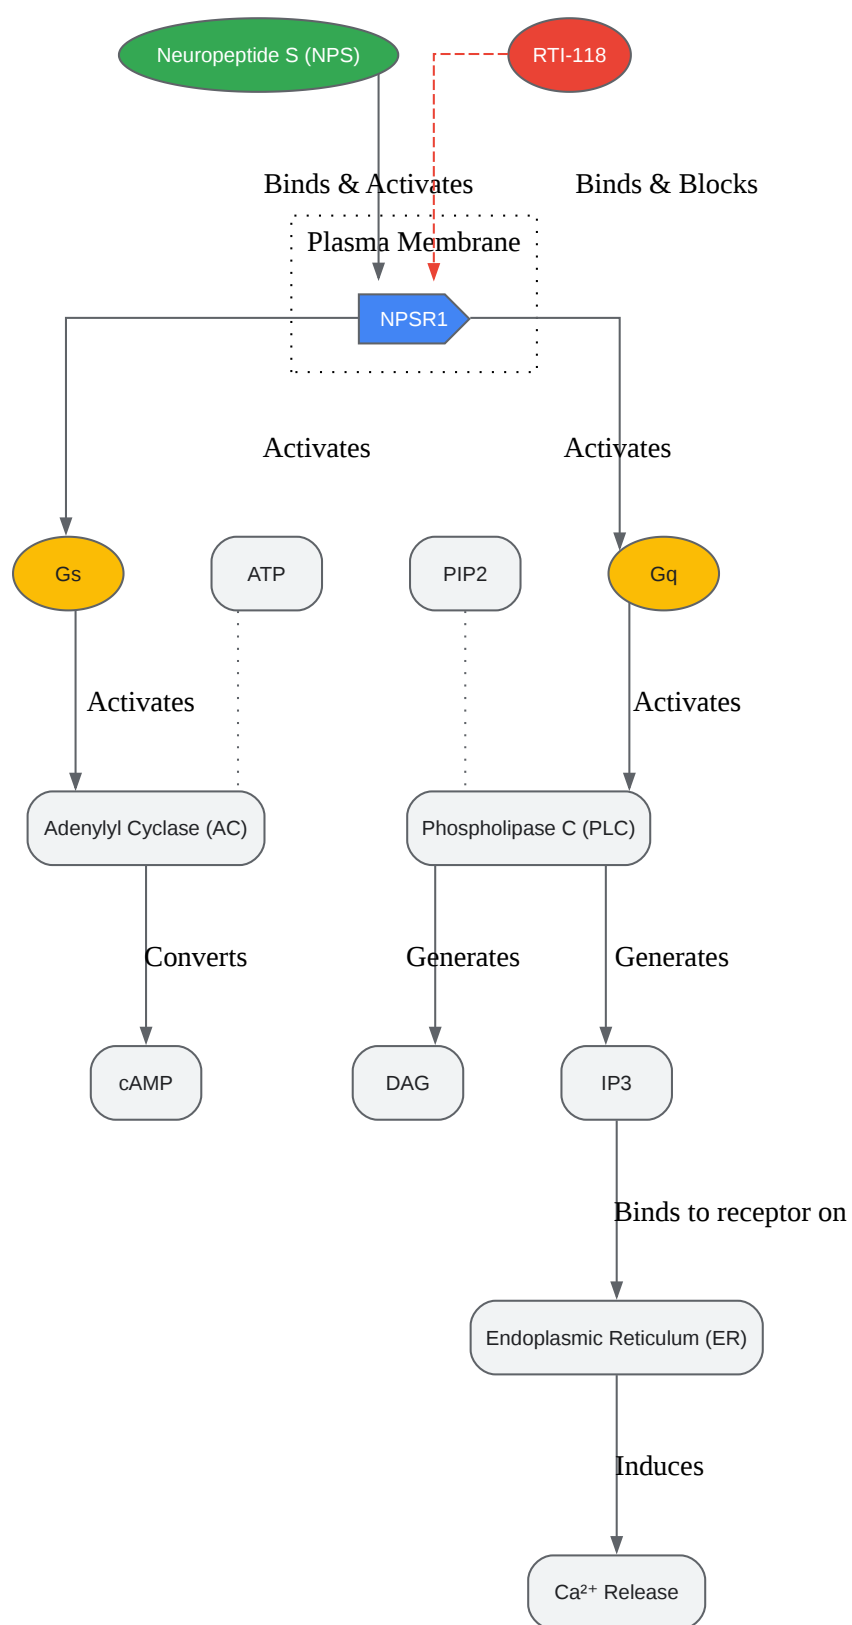 Neuropeptide S (NPS)
RTI-118
Binds & Activates
Binds & Blocks
Plasma Membrane
NPSR1
Activates
Activates
Gs
ATP
PIP2
Gq
Activates
Activates
Adenylyl Cyclase (AC)
Phospholipase C (PLC)
Converts
Generates
Generates
cAMP
DAG
IP3
Binds to receptor on
Endoplasmic Reticulum (ER)
Induces
Ca²⁺ Release